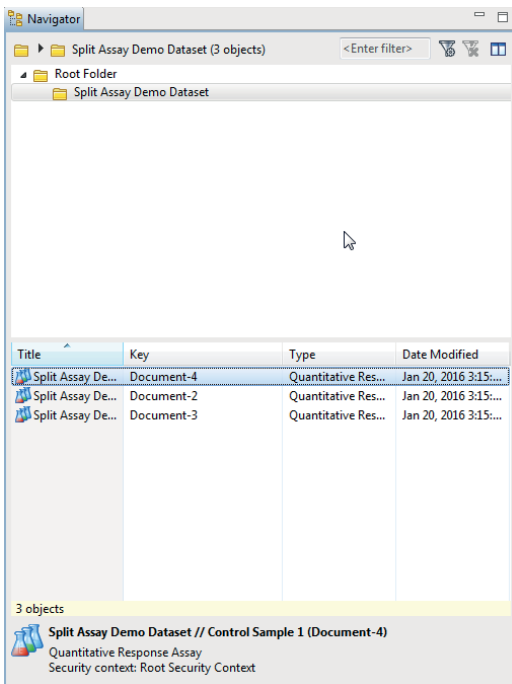 Navigator
Split Assay Demo Dataset (3 objects) <Enter filter>
Root Folder
Split Assay Demo Dataset
Title Key Type Date Modified
Split Assay De... Document-4 Quantitative Res... Jan 20, 2016 3:15:...
Split Assay De... Document-2 Quantitative Res... Jan 20, 2016 3:15:...
Split Assay De... Document-3 Quantitative Res... Jan 20, 2016 3:15:...
3 objects
Split Assay Demo Dataset // Control Sample 1 (Document-4)
Quantitative Response Assay
Security context: Root Security Context